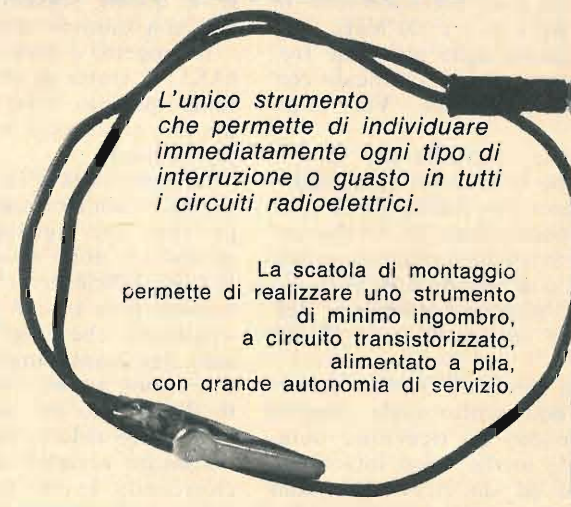 L'unico strumento
che permette di individuare
immediatamente ogni tipo di
interruzione o guasto in tutti
i circuiti radioelettrici.
La scatola di montaggio
permette di realizzare uno strumento
di minimo ingombro,
a circuito transistorizzato,
alimentato a pila,
con grande autonomia di servizio.